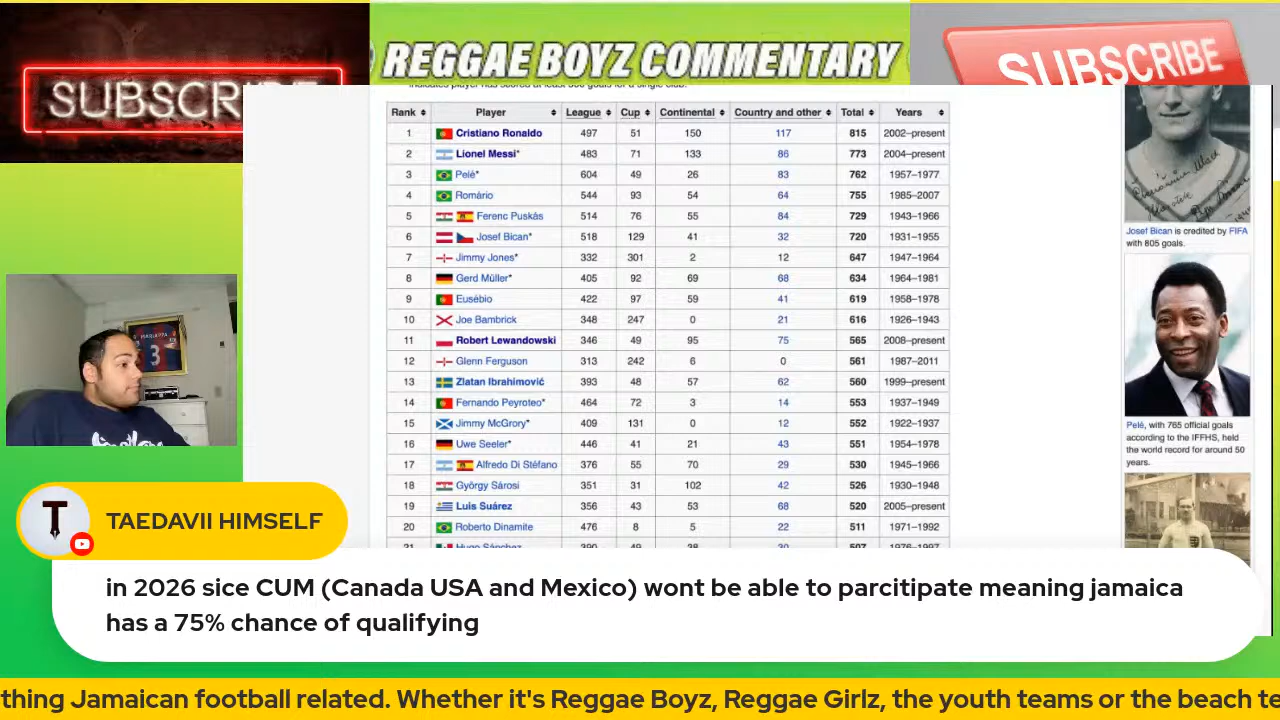 SUBSCR
REGGAE BOYZ COMMENTARY
SUBSCRIBE
Rank Player League Cup Continental Country and other Total Years
1 Cristiano Ronaldo 497 51 150 117 815 2002–present
2 Lionel Messi* 483 71 133 86 773 2004–present
3 Pelé* 604 49 26 83 762 1957–1977
4 Romário 544 93 54 64 755 1985–2007
5 Ferenc Puskás 514 76 55 84 729 1943–1966
6 Josef Bican* 518 129 41 32 720 1931–1955
7 Jimmy Jones* 332 301 2 12 647 1947–1964
8 Gerd Müller* 405 92 69 68 634 1964–1981
9 Eusébio 422 97 59 41 619 1958–1978
10 Joe Bambrick 348 247 0 21 616 1926–1943
11 Robert Lewandowski 346 49 95 75 565 2008–present
12 Glenn Ferguson 313 242 6 0 561 1987–2011
13 Zlatan Ibrahimović 393 48 57 62 560 1999–present
14 Fernando Peyroteo* 464 72 3 14 553 1937–1949
15 Jimmy McGrory* 409 131 0 12 552 1922–1937
16 Uwe Seeler* 446 41 21 43 551 1954–1978
17 Alfredo Di Stéfano 376 55 70 29 530 1945–1966
18 György Sárosi 351 31 102 42 526 1930–1948
19 Luis Suárez 356 43 53 68 520 2005–present
20 Roberto Dinamite 476 8 5 22 511 1971–1992
Josef Bican is credited by FIFA
with 805 goals.
Pelé, with 765 official goals
according to the IFFHS, held
the world record for around 50
years.
3
T
TAEDAVII HIMSELF
in 2026 sice CUM (Canada USA and Mexico) wont be able to parcitipate meaning jamaica
has a 75% chance of qualifying
thing Jamaican football related. Whether it's Reggae Boyz, Reggae Girlz, the youth teams or the beach te